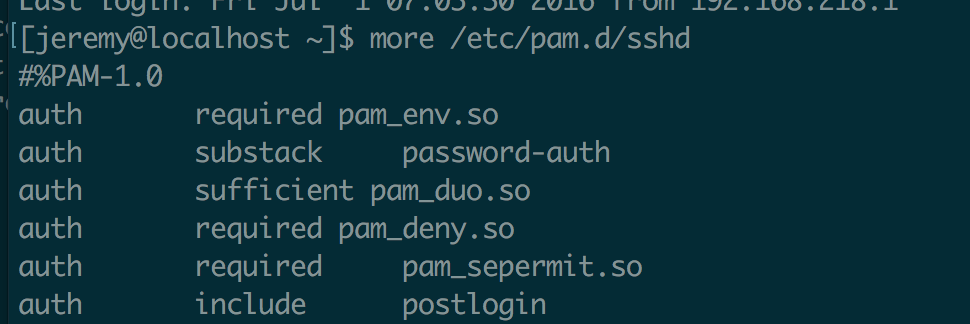 Last login: Fri Jul  1 07:05:50 2016 from 192.168.218.1
[[jeremy@localhost ~]$ more /etc/pam.d/sshd
#%PAM-1.0
auth       required pam_env.so
auth       substack     password-auth
auth       sufficient pam_duo.so
auth       required pam_deny.so
auth       required     pam_sepermit.so
auth       include      postlogin